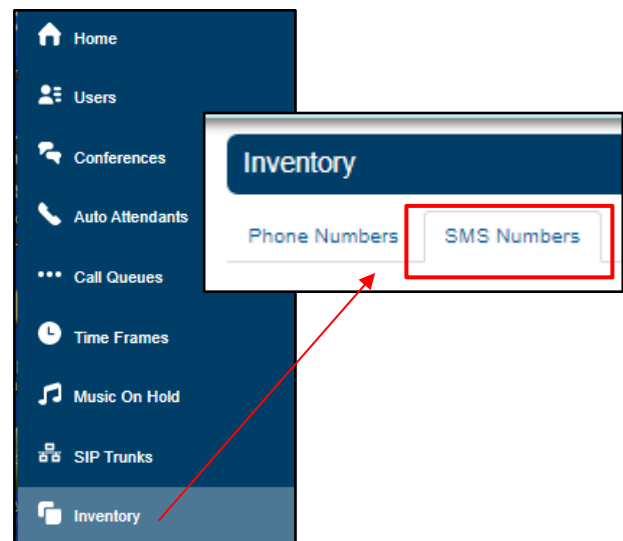 Home
Users
Conferences
Auto Attendants
Call Queues
Time Frames
Music On Hold
SIP Trunks
Inventory
Inventory
Phone Numbers SMS Numbers